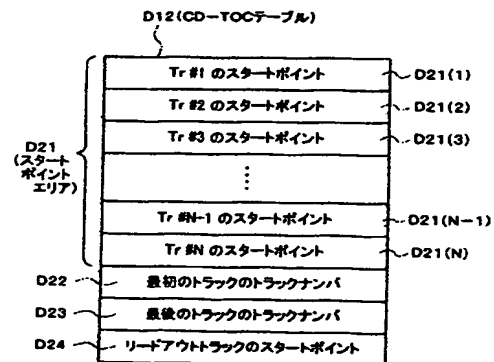 D12(CD-TOCテーブル)
Tr #1 のスタートポイント
D21(1)
Tr #2 のスタートポイント
D21(2)
Tr #3 のスタートポイント
D21(3)
D21
(スタート
ポイント
エリア)
⋮
Tr #N-1 のスタートポイント
D21(N-1)
Tr #N のスタートポイント
D21(N)
D22
最初のトラックのトラックナンバ
D23
最後のトラックのトラックナンバ
D24
リードアウトトラックのスタートポイント